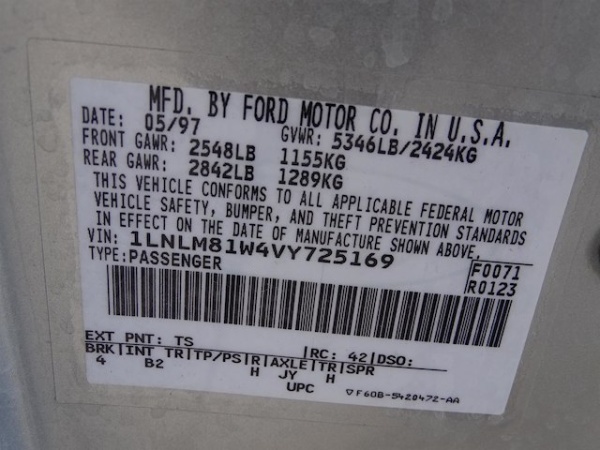 MFD. BY FORD MOTOR CO. IN U.S.A.
DATE: 05/97 GVWR: 5346LB/2424KG
FRONT GAWR: 2548LB 1155KG
REAR GAWR: 2842LB 1289KG
THIS VEHICLE CONFORMS TO ALL APPLICABLE FEDERAL MOTOR
VEHICLE SAFETY, BUMPER, AND THEFT PREVENTION STANDARDS
IN EFFECT ON THE DATE OF MANUFACTURE SHOWN ABOVE.
VIN: 1LNLM81W4VY725169
TYPE: PASSENGER
F0071
R0123
EXT PNT: TS RC: 42 DSO:
BRK INT TR TP/PS R AXLE TR SPR
4 B2 H JY H
UPC
F60B-5420472-AA